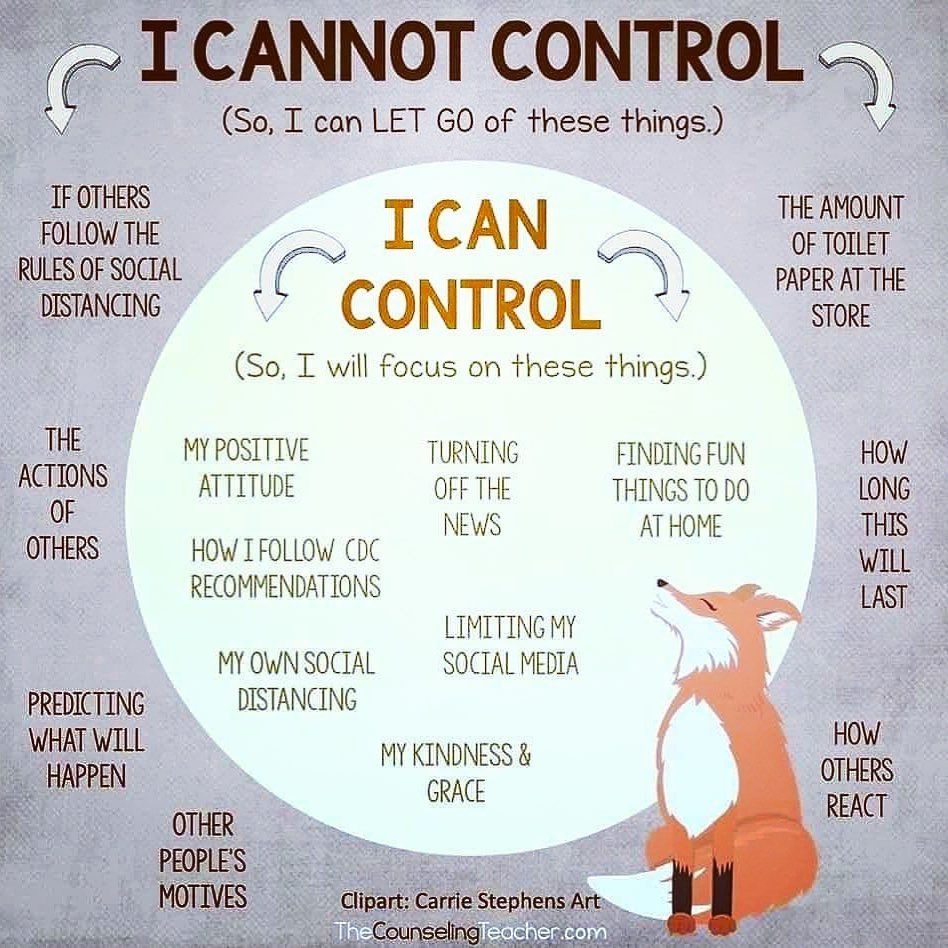 I CANNOT CONTROL
(So, I can LET GO of these things.)
IF OTHERS
FOLLOW THE
RULES OF SOCIAL
DISTANCING
THE AMOUNT
OF TOILET
PAPER AT THE
STORE
I CAN
CONTROL
(So, I will focus on these things.)
THE
ACTIONS
OF
OTHERS
MY POSITIVE
ATTITUDE
TURNING
OFF THE
NEWS
FINDING FUN
THINGS TO DO
AT HOME
HOW
LONG
THIS
WILL
LAST
HOW I FOLLOW CDC
RECOMMENDATIONS
LIMITING MY
SOCIAL MEDIA
MY OWN SOCIAL
DISTANCING
PREDICTING
WHAT WILL
HAPPEN
MY KINDNESS &
GRACE
HOW
OTHERS
REACT
OTHER
PEOPLE'S
MOTIVES
Clipart: Carrie Stephens Art
TheCounselingTeacher.com